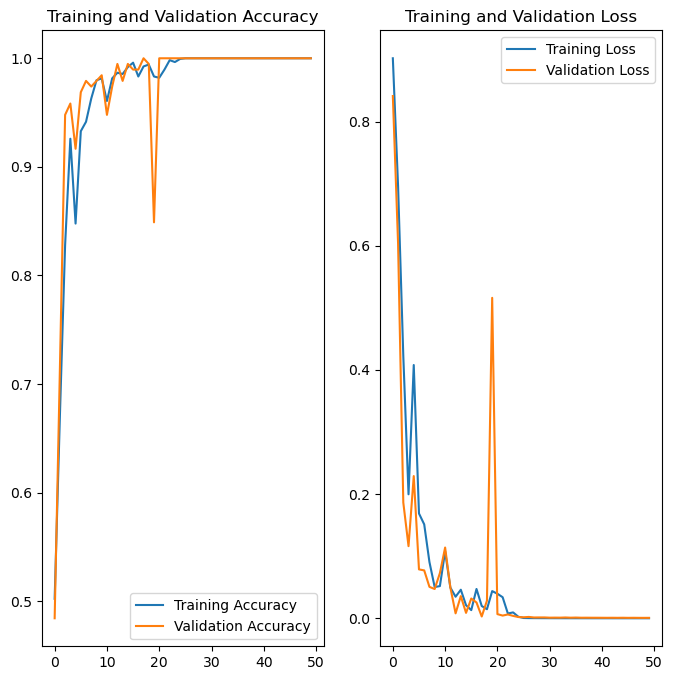 Training and Validation Accuracy
1.0
0.9
0.8
0.7
0.6
0.5
0 10 20 30 40 50
Training Accuracy
Validation Accuracy
Training and Validation Loss
0.8
0.6
0.4
0.2
0.0
0 10 20 30 40 50
Training Loss
Validation Loss